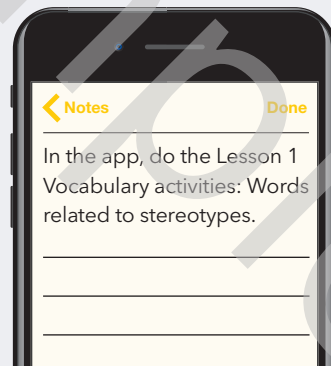 Notes Done
In the app, do the Lesson 1
Vocabulary activities: Words
related to stereotypes.